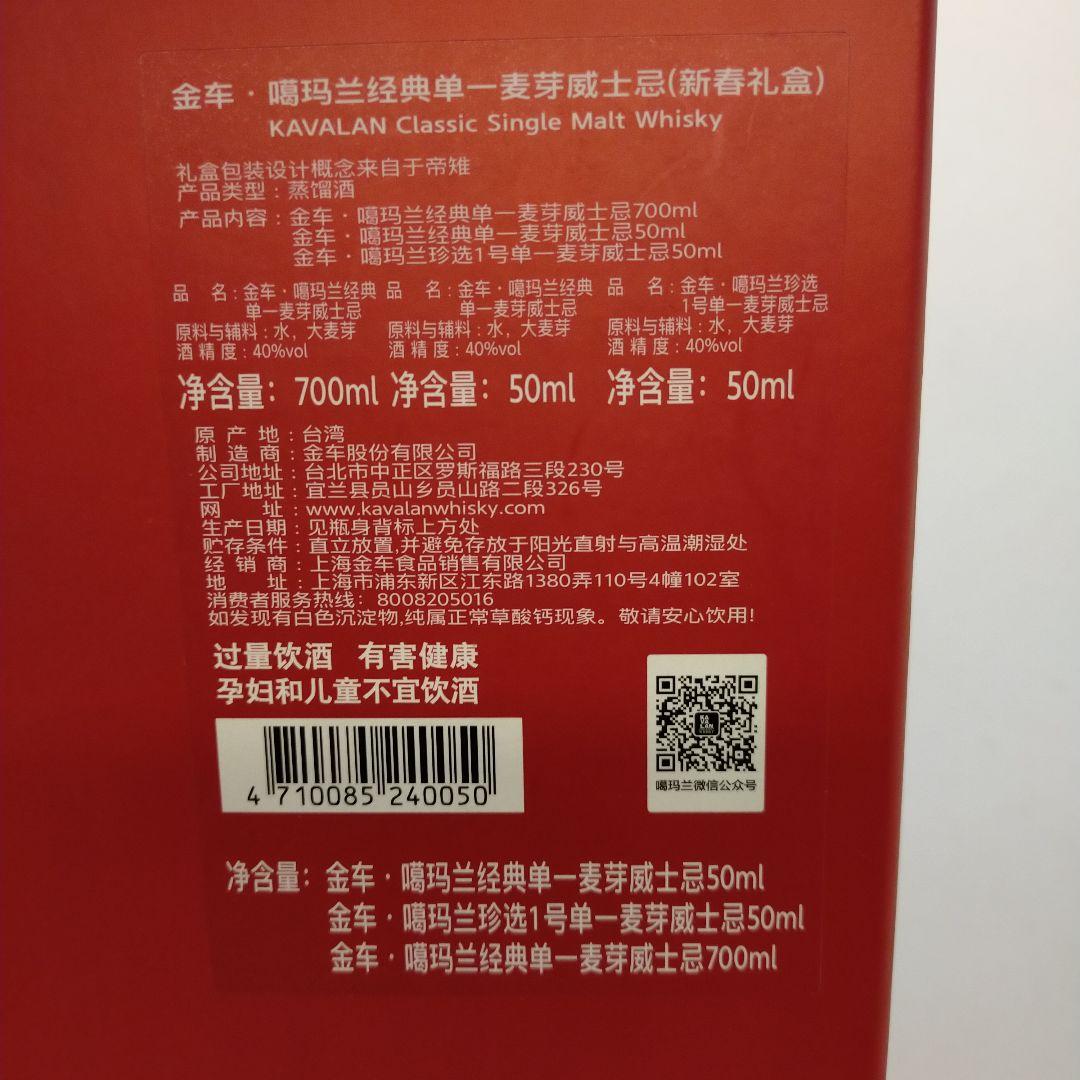 金车·噶玛兰经典单一麦芽威士忌(新春礼盒)
KAVALAN Classic Single Malt Whisky
礼盒包装设计概念来自于帝雉
产品类型：蒸馏酒
产品内容：金车·噶玛兰经典单一麦芽威士忌700ml
金车·噶玛兰经典单一麦芽威士忌50ml
金车·噶玛兰珍选1号单一麦芽威士忌50ml
品 名：金车·噶玛兰经典 品 名：金车·噶玛兰经典 品 名：金车·噶玛兰珍选
单一麦芽威士忌 单一麦芽威士忌 1号单一麦芽威士忌
原料与辅料：水，大麦芽 原料与辅料：水，大麦芽 原料与辅料：水，大麦芽
酒精度：40%vol 酒精度：40%vol 酒精度：40%vol
净含量：700ml 净含量：50ml 净含量：50ml
原产地：台湾
制造商：金车股份有限公司
公司地址：台北市中正区罗斯福路三段230号
工厂地址：宜兰县员山乡员山路二段326号
网 址：www.kavalanwhisky.com
生产日期：见瓶身背标上方处
贮存条件：直立放置,并避免存放于阳光直射与高温潮湿处
经销商：上海金车食品销售有限公司
地 址：上海市浦东新区江东路1380弄110号4幢102室
消费者服务热线：8008205016
如发现有白色沉淀物,纯属正常草酸钙现象。敬请安心饮用!
过量饮酒 有害健康
孕妇和儿童不宜饮酒
4 710085 240050
KAVALAN
噶玛兰微信公众号
净含量：金车·噶玛兰经典单一麦芽威士忌50ml
金车·噶玛兰珍选1号单一麦芽威士忌50ml
金车·噶玛兰经典单一麦芽威士忌700ml